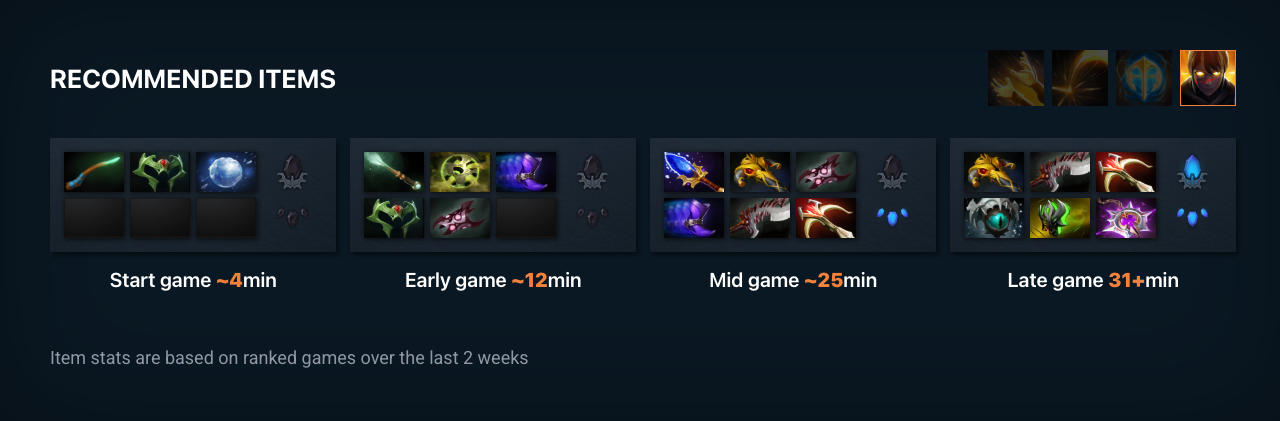 RECOMMENDED ITEMS
Start game ~4min
Early game ~12min
Mid game ~25min
Late game 31+min
Item stats are based on ranked games over the last 2 weeks